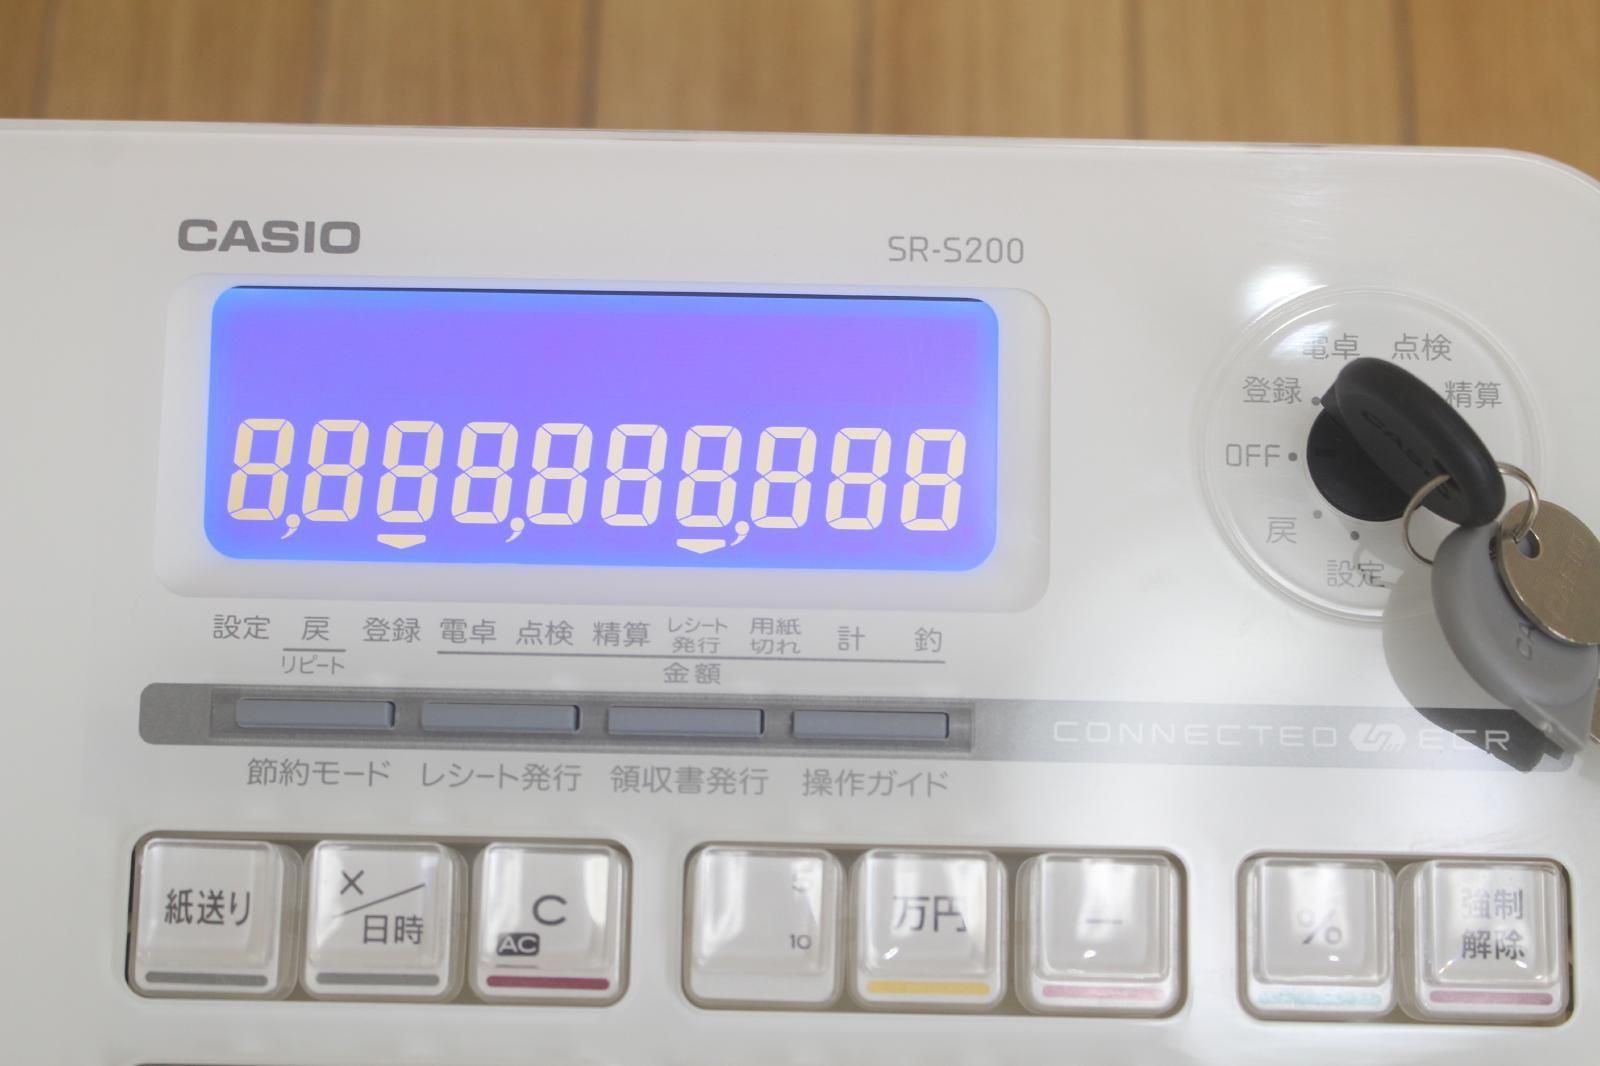 CASIO
SR-S200
電卓 点検
登録 精算
OFF
戻
設定
8,888,888,888
設定 戻 登録 電卓 点検 精算 レシート発行 用紙切れ 計 釣
リピート 金額
CONNECTED ECR
節約モード レシート発行 領収書発行 操作ガイド
紙送り
×/日時
C
AC
10
万円
−
%
強制
解除